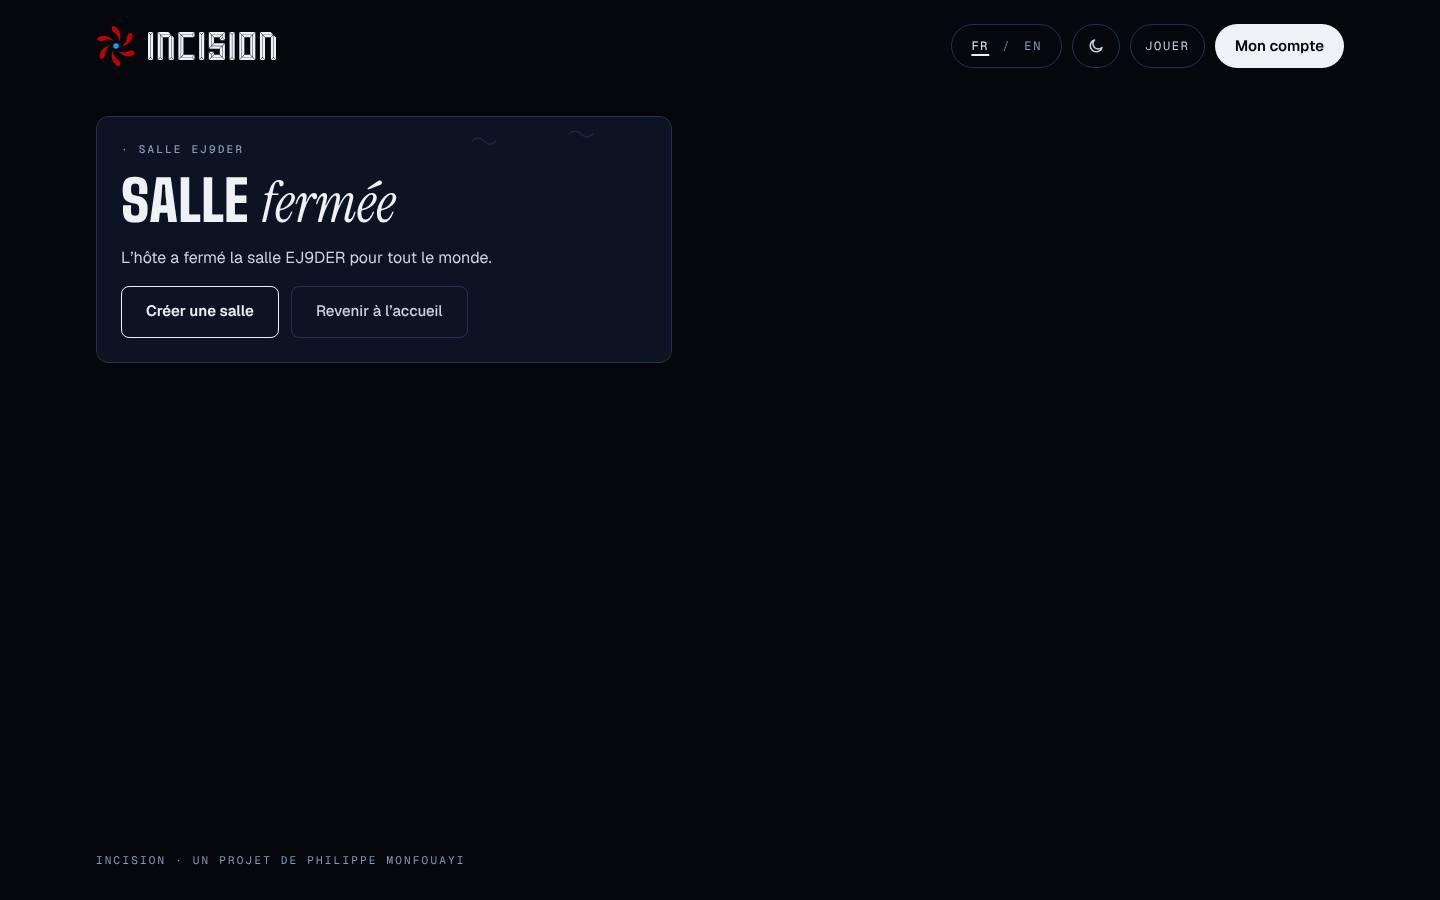 INCISION
FR / EN
JOUER
Mon compte
· SALLE EJ9DER
SALLE fermée
L’hôte a fermé la salle EJ9DER pour tout le monde.
Créer une salle
Revenir à l’accueil
INCISION · UN PROJET DE PHILIPPE MONFOUAYI